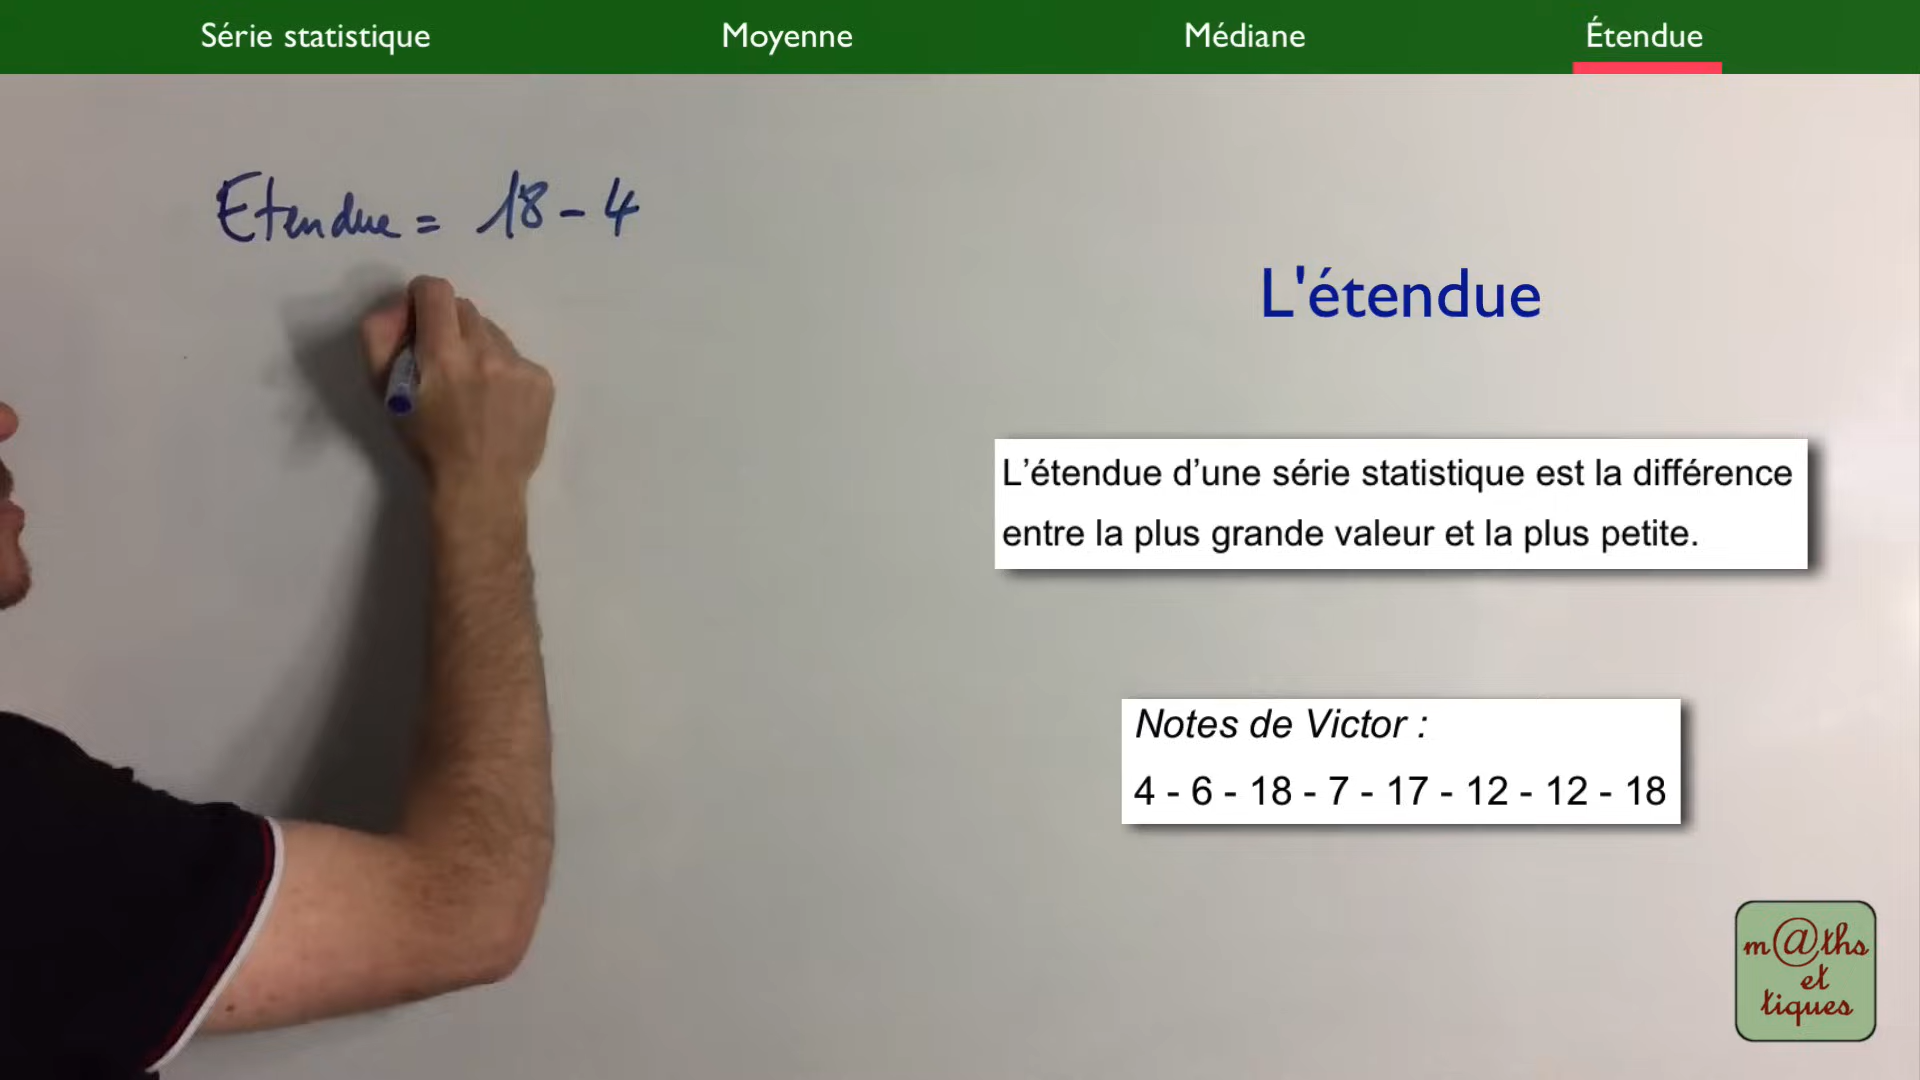 Série statistique
Moyenne
Médiane
Étendue
Etendue = 18 - 4
L'étendue
L’étendue d’une série statistique est la différence
entre la plus grande valeur et la plus petite.
Notes de Victor :
4 - 6 - 18 - 7 - 17 - 12 - 12 - 18
m@ths
et
tiques